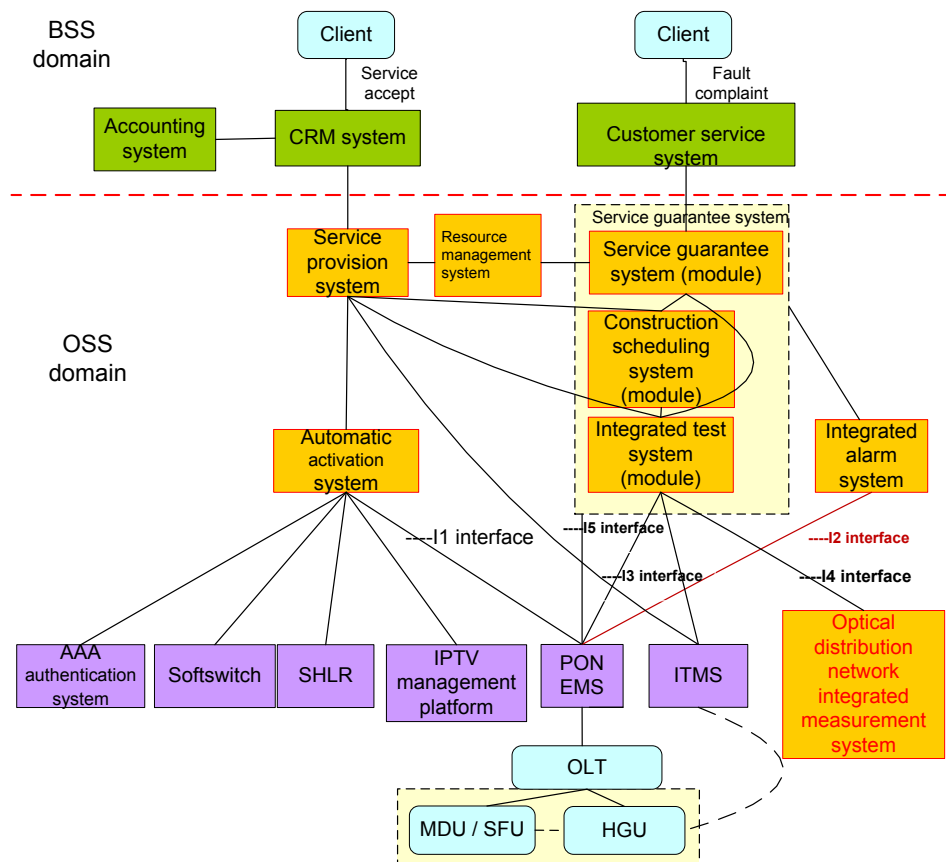 BSS
domain
Client
Client
Service
accept
Fault
complaint
Accounting
system
CRM system
Customer service
system
Service guarantee system
Service
provision
system
Resource
management
system
Service guarantee
system (module)
OSS
domain
Construction
scheduling
system
(module)
Automatic
activation
system
Integrated test
system
(module)
Integrated
alarm
system
----I1 interface
----I5 interface
----I2 interface
----I3 interface
----I4 interface
AAA
authentication
system
Softswitch
SHLR
IPTV
management
platform
PON
EMS
ITMS
Optical
distribution
network
integrated
measurement
system
OLT
MDU / SFU
HGU